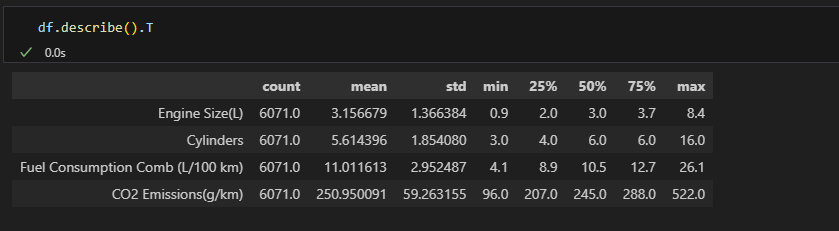 df.describe().T
0.0s
count mean std min 25% 50% 75% max
Engine Size(L) 6071.0 3.156679 1.366384 0.9 2.0 3.0 3.7 8.4
Cylinders 6071.0 5.614396 1.854080 3.0 4.0 6.0 6.0 16.0
Fuel Consumption Comb (L/100 km) 6071.0 11.011613 2.952487 4.1 8.9 10.5 12.7 26.1
CO2 Emissions(g/km) 6071.0 250.950091 59.263155 96.0 207.0 245.0 288.0 522.0